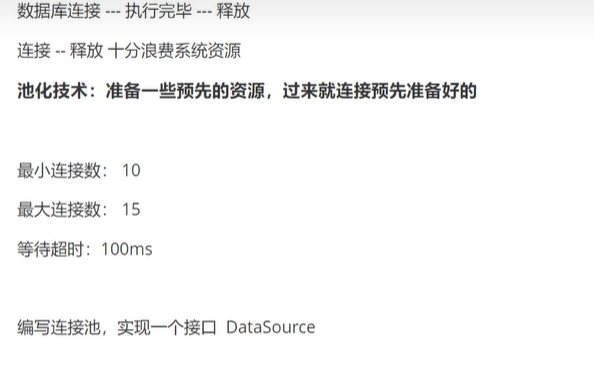 数据库连接 --- 执行完毕 --- 释放
连接 -- 释放 十分浪费系统资源
池化技术：准备一些预先的资源，过来就连接预先准备好的
最小连接数： 10
最大连接数： 15
等待超时：100ms
编写连接池，实现一个接口 DataSource